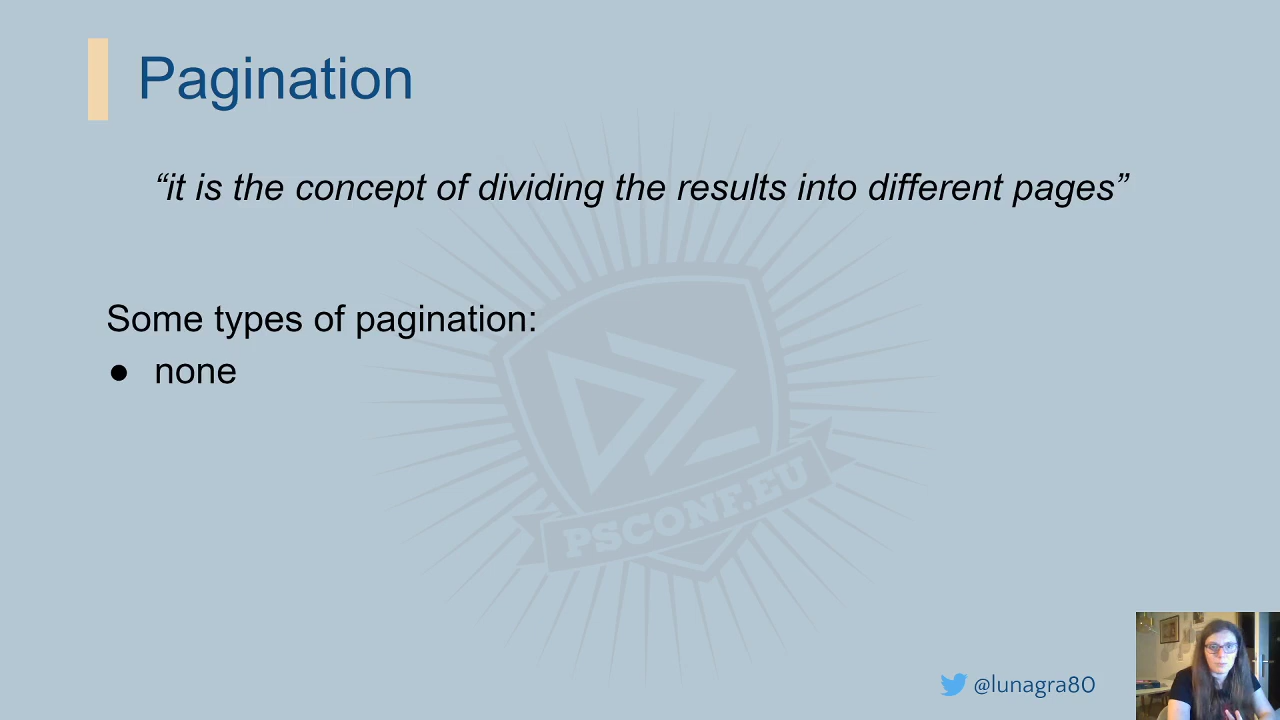 Pagination
“it is the concept of dividing the results into different pages”
Some types of pagination:
● none
PSCONF.EU
@lunagra80